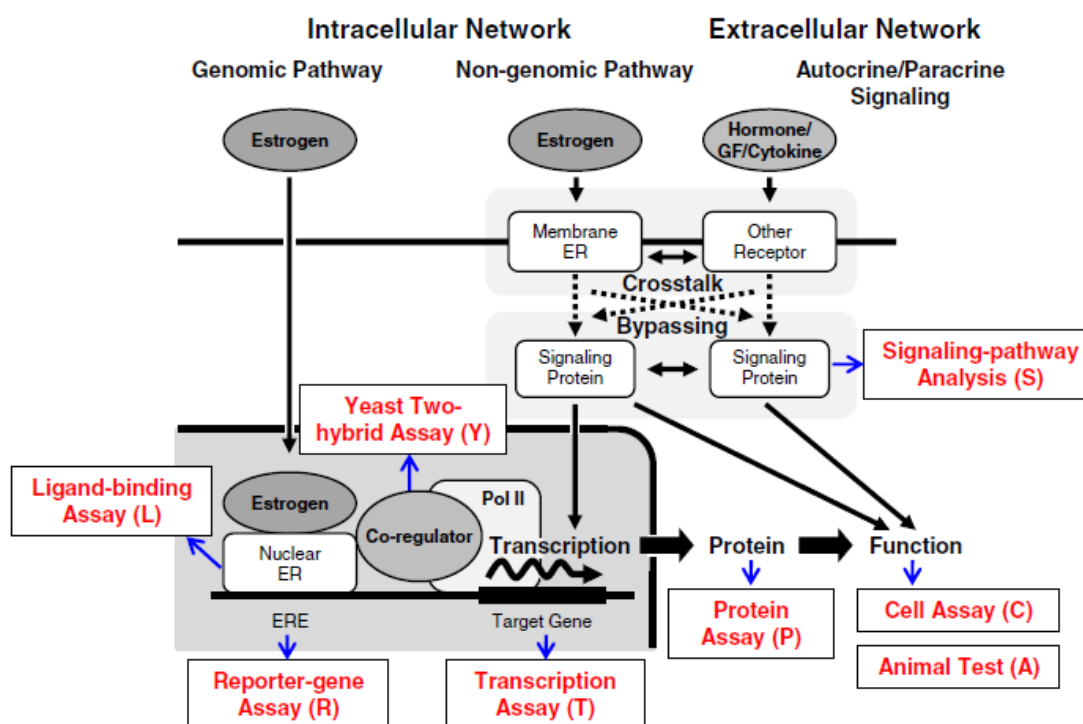 Intracellular Network
Extracellular Network
Genomic Pathway
Non-genomic Pathway
Autocrine/Paracrine
Signaling
Estrogen
Estrogen
Hormone/
GF/Cytokine
Membrane
ER
Other
Receptor
Crosstalk
Bypassing
Signaling
Protein
Signaling
Protein
Signaling-pathway
Analysis (S)
Yeast Two-
hybrid Assay (Y)
Ligand-binding
Assay (L)
Estrogen
Nuclear
ER
Co-regulator
Pol II
Transcription
Protein
Function
ERE
Target Gene
Reporter-gene
Assay (R)
Transcription
Assay (T)
Protein
Assay (P)
Cell Assay (C)
Animal Test (A)